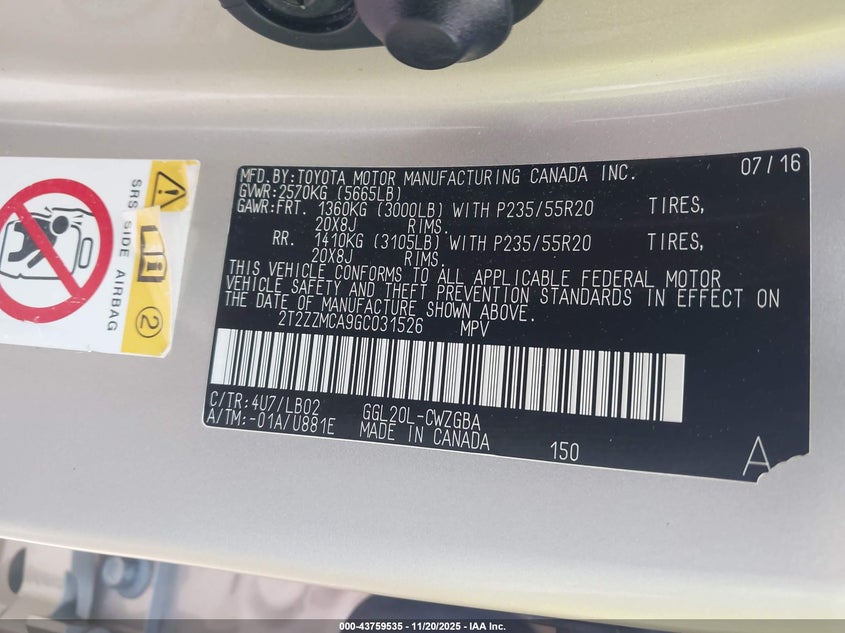 MFD.BY:TOYOTA MOTOR MANUFACTURING CANADA INC. 07/16
GVWR:2570KG (5665LB)
GAWR:FRT. 1360KG (3000LB) WITH P235/55R20 TIRES,
20X8J RIMS.
RR. 1410KG (3105LB) WITH P235/55R20 TIRES,
20X8J RIMS.
THIS VEHICLE CONFORMS TO ALL APPLICABLE FEDERAL MOTOR
VEHICLE SAFETY AND THEFT PREVENTION STANDARDS IN EFFECT ON
THE DATE OF MANUFACTURE SHOWN ABOVE.
2T2ZZMCA9GC031526 MPV
C/TR:4U7/LB02 GGL20L-CWZGBA
A/TM:-01A/U881E MADE IN CANADA 150
A
SRS SIDE AIRBAG
2
000-43759535 - 11/20/2025 - IAA Inc.